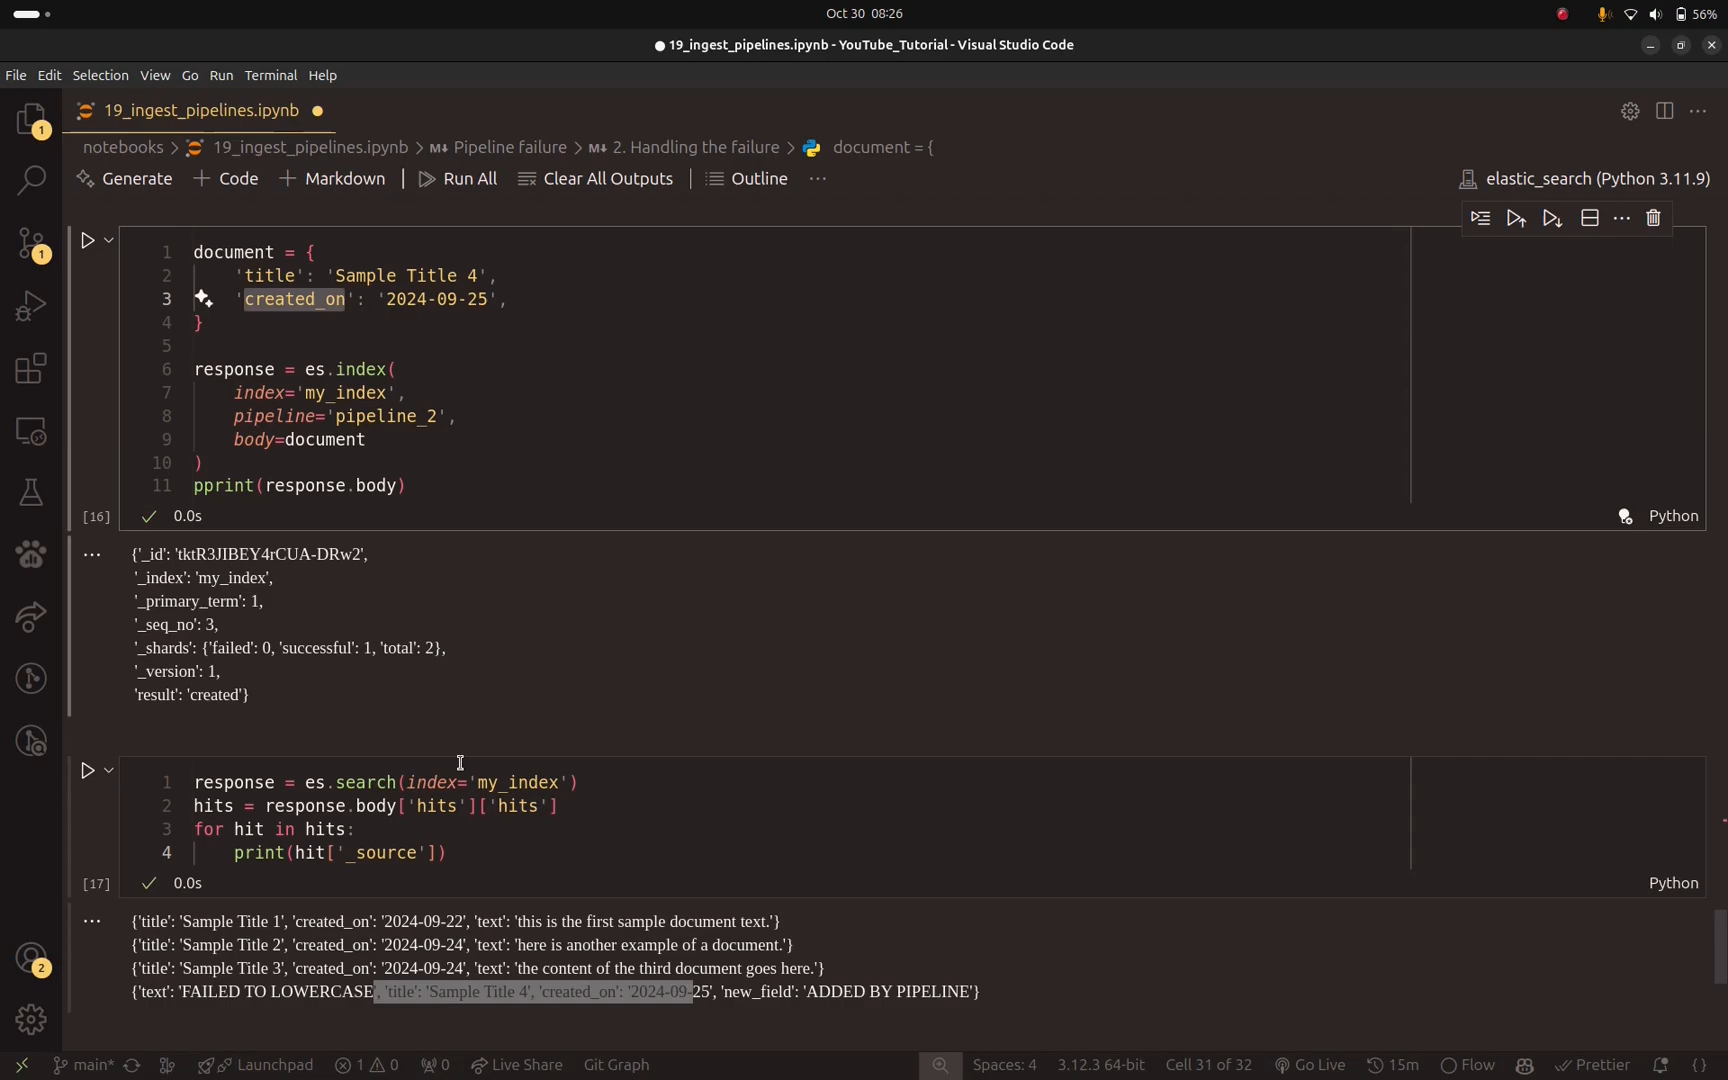 Oct 30 08:26
56%
19_ingest_pipelines.ipynb - YouTube_Tutorial - Visual Studio Code
File Edit Selection View Go Run Terminal Help
19_ingest_pipelines.ipynb
notebooks > 19_ingest_pipelines.ipynb > M↓ Pipeline failure > M↓ 2. Handling the failure > document = {
Generate + Code + Markdown | Run All Clear All Outputs | Outline ···
elastic_search (Python 3.11.9)
1 document = {
2 'title': 'Sample Title 4',
3 'created_on': '2024-09-25',
4 }
5
6 response = es.index(
7 index='my_index',
8 pipeline='pipeline_2',
9 body=document
10 )
11 pprint(response.body)
[16] ✓ 0.0s
Python
{'_id': 'tktR3JIBEY4rCUA-DRw2',
'_index': 'my_index',
'_primary_term': 1,
'_seq_no': 3,
'_shards': {'failed': 0, 'successful': 1, 'total': 2},
'_version': 1,
'result': 'created'}
1 response = es.search(index='my_index')
2 hits = response.body['hits']['hits']
3 for hit in hits:
4 print(hit['_source'])
[17] ✓ 0.0s
Python
{'title': 'Sample Title 1', 'created_on': '2024-09-22', 'text': 'this is the first sample document text.'}
{'title': 'Sample Title 2', 'created_on': '2024-09-24', 'text': 'here is another example of a document.'}
{'title': 'Sample Title 3', 'created_on': '2024-09-24', 'text': 'the content of the third document goes here.'}
{'text': 'FAILED TO LOWERCASE', 'title': 'Sample Title 4', 'created_on': '2024-09-25', 'new_field': 'ADDED BY PIPELINE'}
1
1
2
main* Launchpad 1 0 0 Live Share Git Graph
Spaces: 4 3.12.3 64-bit Cell 31 of 32 Go Live 15m Flow Prettier {}